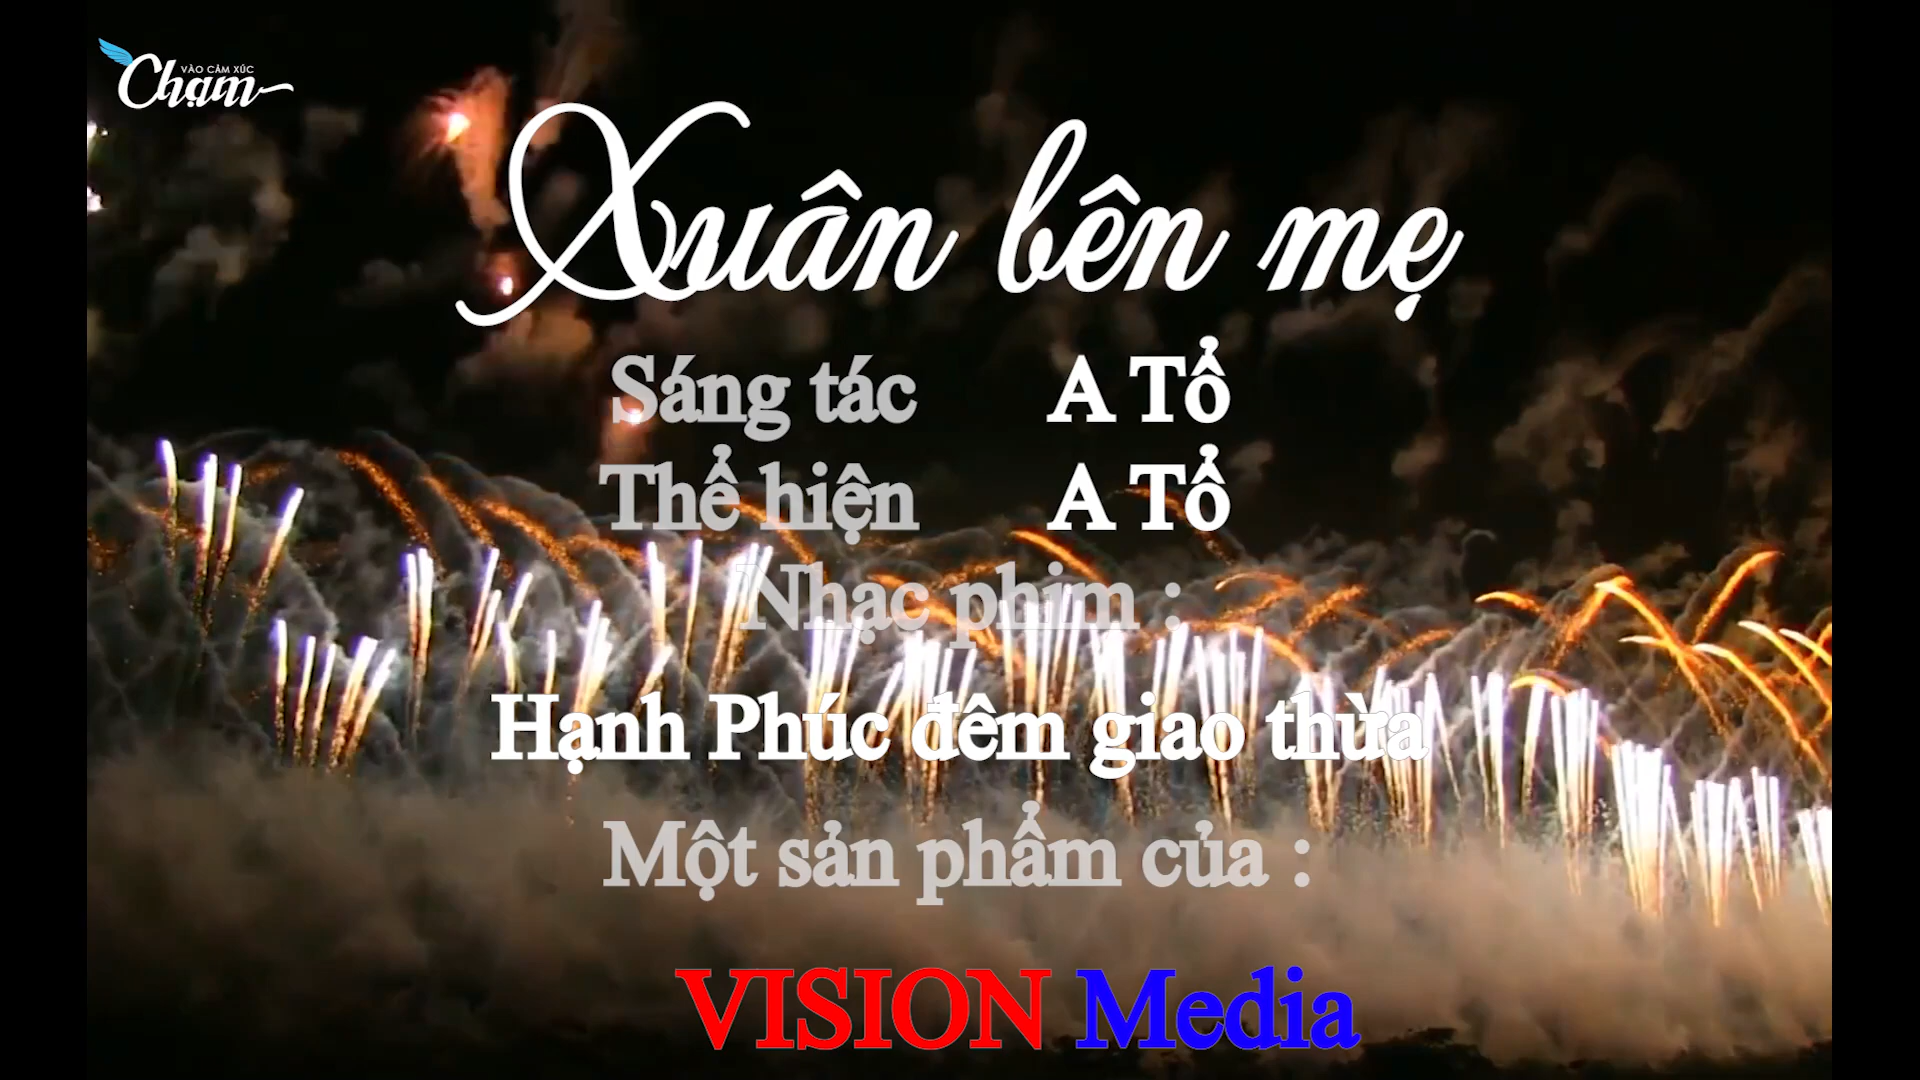 VÀO CẢM XÚC
Chạm
Xuân bên mẹ
Sáng tác A Tổ
Thể hiện A Tổ
Nhạc phim :
Hạnh Phúc đêm giao thừa
Một sản phẩm của :
VISION Media